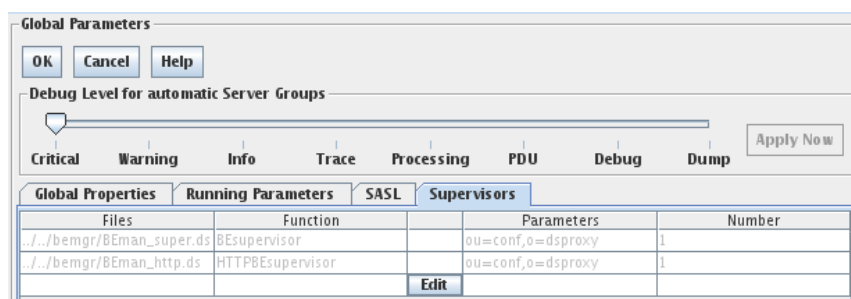 Global Parameters
OK Cancel Help
Debug Level for automatic Server Groups
Critical Warning Info Trace Processing PDU Debug Dump Apply Now
Global Properties Running Parameters SASL Supervisors
Files Function Parameters Number
../../bemgr/BEman_super.ds BEsupervisor ou=conf,o=dsproxy 1
../../bemgr/BEman_http.ds HTTPBEsupervisor ou=conf,o=dsproxy 1
Edit